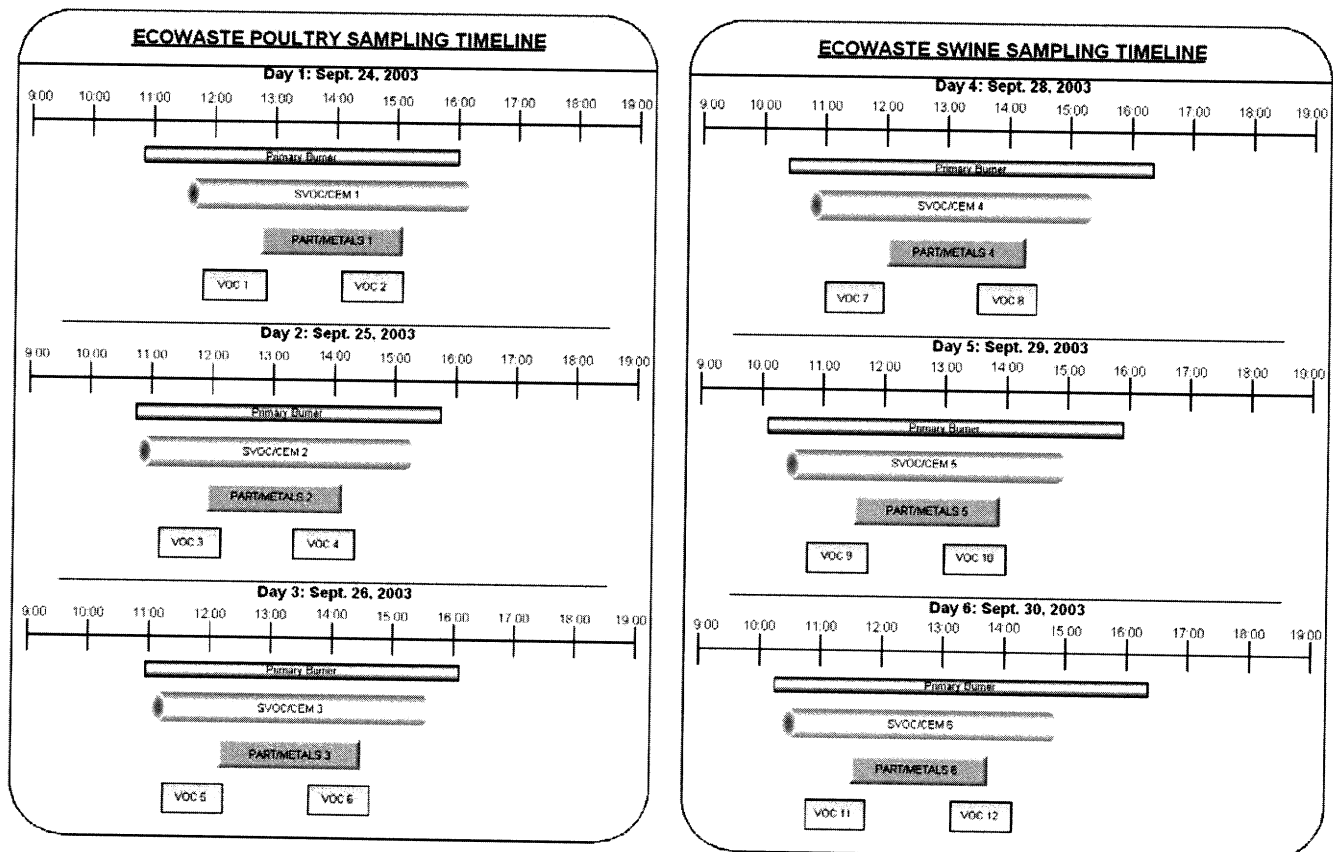 ECOWASTE POULTRY SAMPLING TIMELINE
Day 1: Sept. 24, 2003
9:00 10:00 11:00 12:00 13:00 14:00 15:00 16:00 17:00 18:00 19:00
Primary Burner
SVOC/CEM 1
PART/METALS 1
VOC 1 VOC 2
Day 2: Sept. 25, 2003
9:00 10:00 11:00 12:00 13:00 14:00 15:00 16:00 17:00 18:00 19:00
Primary Burner
SVOC/CEM 2
PART/METALS 2
VOC 3 VOC 4
Day 3: Sept. 26, 2003
9:00 10:00 11:00 12:00 13:00 14:00 15:00 16:00 17:00 18:00 19:00
Primary Burner
SVOC/CEM 3
PART/METALS 3
VOC 5 VOC 6
ECOWASTE SWINE SAMPLING TIMELINE
Day 4: Sept. 28, 2003
9:00 10:00 11:00 12:00 13:00 14:00 15:00 16:00 17:00 18:00 19:00
Primary Burner
SVOC/CEM 4
PART/METALS 4
VOC 7 VOC 8
Day 5: Sept. 29, 2003
9:00 10:00 11:00 12:00 13:00 14:00 15:00 16:00 17:00 18:00 19:00
Primary Burner
SVOC/CEM 5
PART/METALS 5
VOC 9 VOC 10
Day 6: Sept. 30, 2003
9:00 10:00 11:00 12:00 13:00 14:00 15:00 16:00 17:00 18:00 19:00
Primary Burner
SVOC/CEM 6
PART/METALS 6
VOC 11 VOC 12